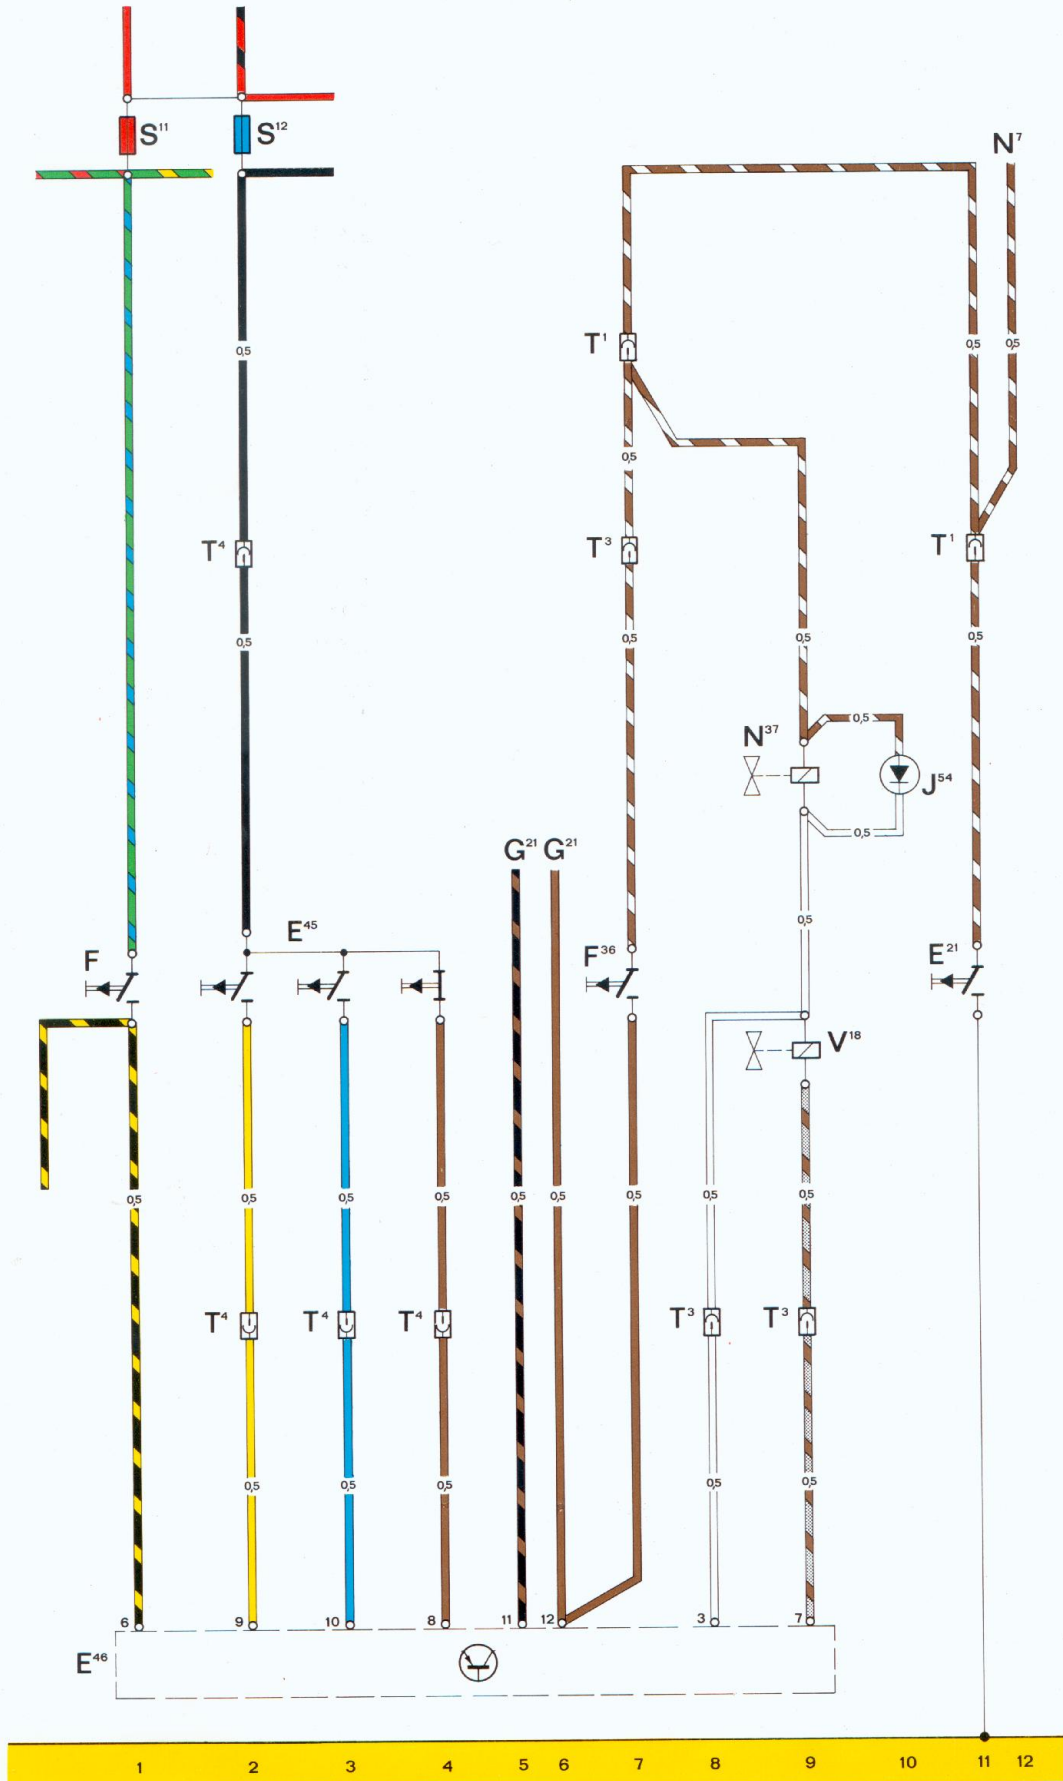 S¹¹ S¹² N⁷
0,5 T¹ 0,5 0,5
0,5
T⁴ T³ T¹
0,5 0,5 0,5 0,5
0,5
N³⁷ J⁵⁴
0,5
G²¹ G²¹
0,5
E⁴⁵
F F³⁶ E²¹
V¹⁸
0,5 0,5 0,5 0,5 0,5 0,5 0,5 0,5 0,5
T⁴ T⁴ T⁴ T³ T³
0,5 0,5 0,5 0,5 0,5
6 9 10 8 11 12 3 7
E⁴⁶
1 2 3 4 5 6 7 8 9 10 11 12